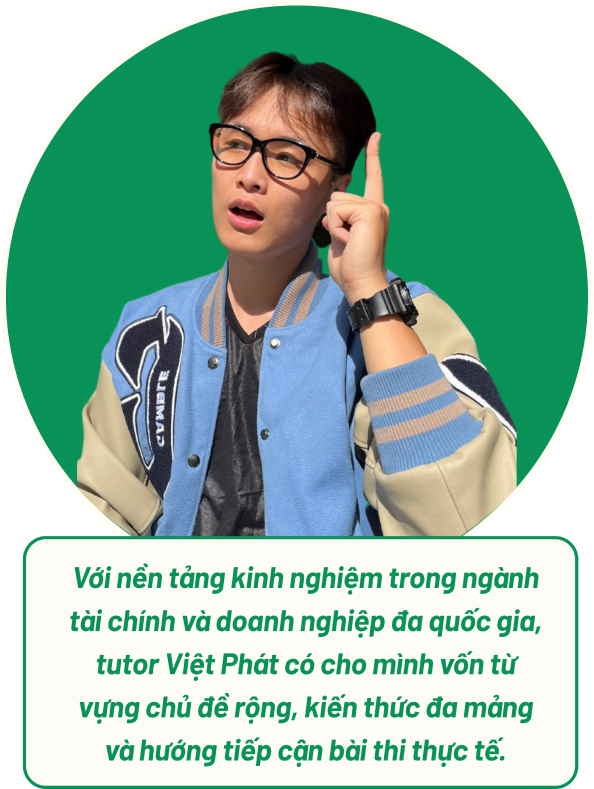 GAMBLE
Với nền tảng kinh nghiệm trong ngành
tài chính và doanh nghiệp đa quốc gia,
tutor Việt Phát có cho mình vốn từ
vựng chủ đề rộng, kiến thức đa mảng
và hướng tiếp cận bài thi thực tế.